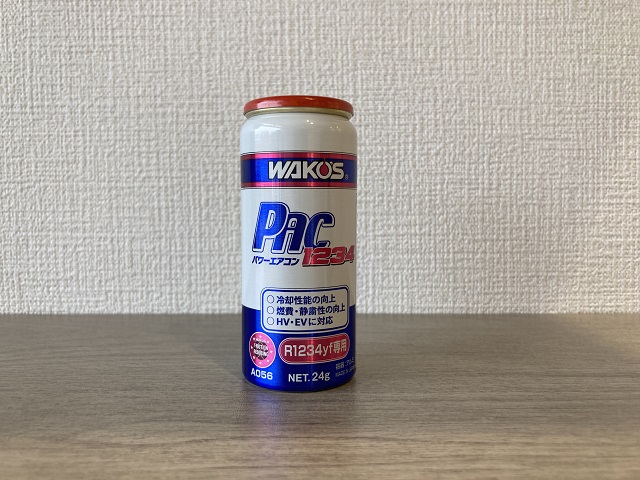 WAKO'S
PAC
1234
パワーエアコン
○冷却性能の向上
○燃費・静粛性の向上
○HV・EVに対応
R1234yf専用
A056
NET. 24g